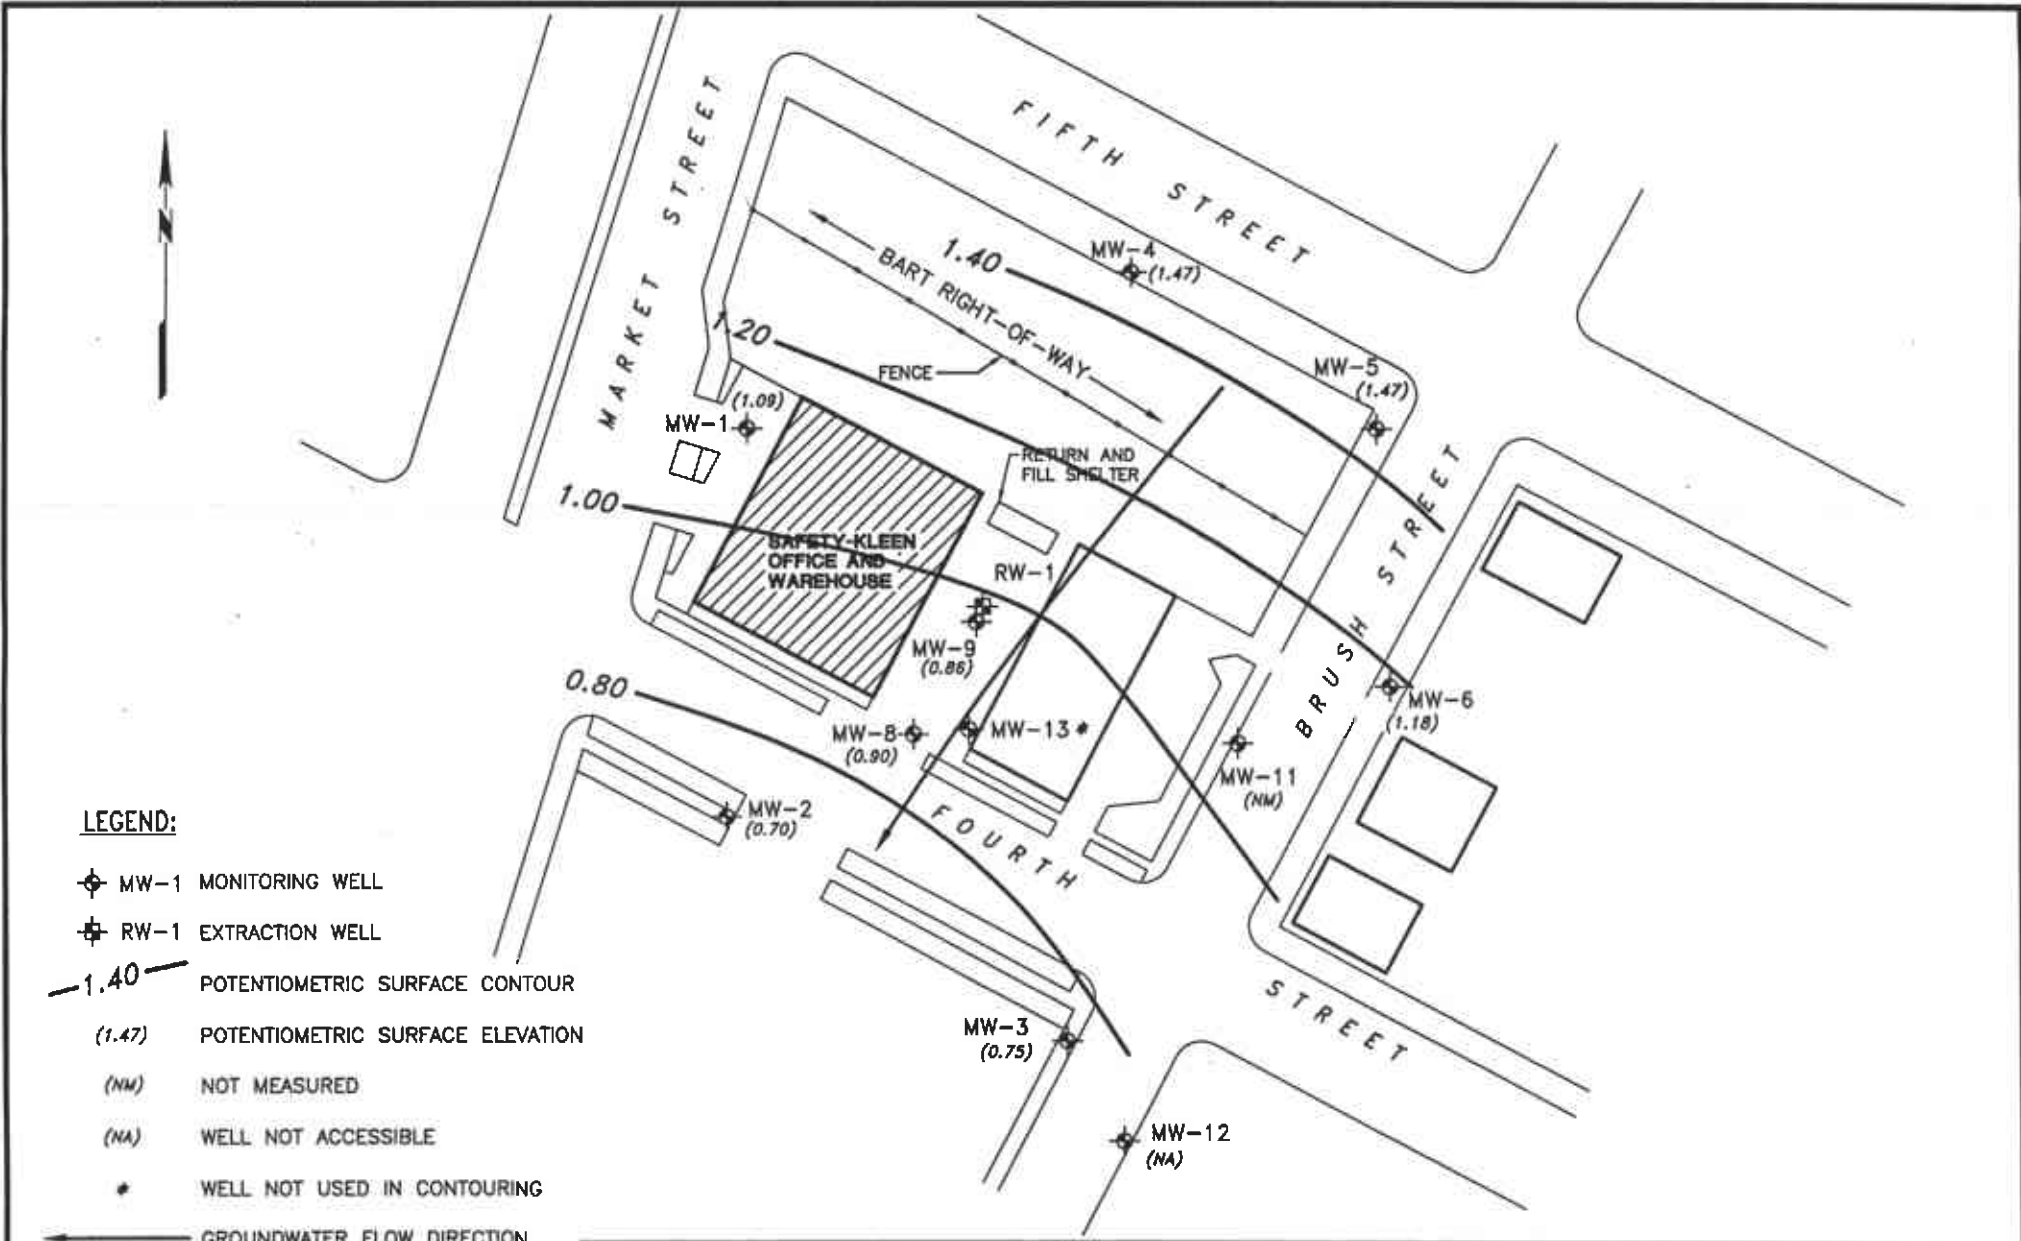 FIFTH STREET
MARKET STREET
N
BART RIGHT-OF-WAY
1.40
MW-4
(1.47)
1.20
FENCE
MW-5
(1.47)
(1.09)
MW-1
RETURN AND
FILL SHELTER
1.00
SAFETY-KLEEN
OFFICE AND
WAREHOUSE
RW-1
BRUSH STREET
MW-9
(0.86)
0.80
MW-6
(1.18)
MW-8
(0.90)
MW-13 *
MW-11
(NM)
MW-2
(0.70)
FOURTH STREET
MW-3
(0.75)
MW-12
(NA)
LEGEND:
MW-1 MONITORING WELL
RW-1 EXTRACTION WELL
1.40 POTENTIOMETRIC SURFACE CONTOUR
(1.47) POTENTIOMETRIC SURFACE ELEVATION
(NM) NOT MEASURED
(NA) WELL NOT ACCESSIBLE
* WELL NOT USED IN CONTOURING
GROUNDWATER FLOW DIRECTION